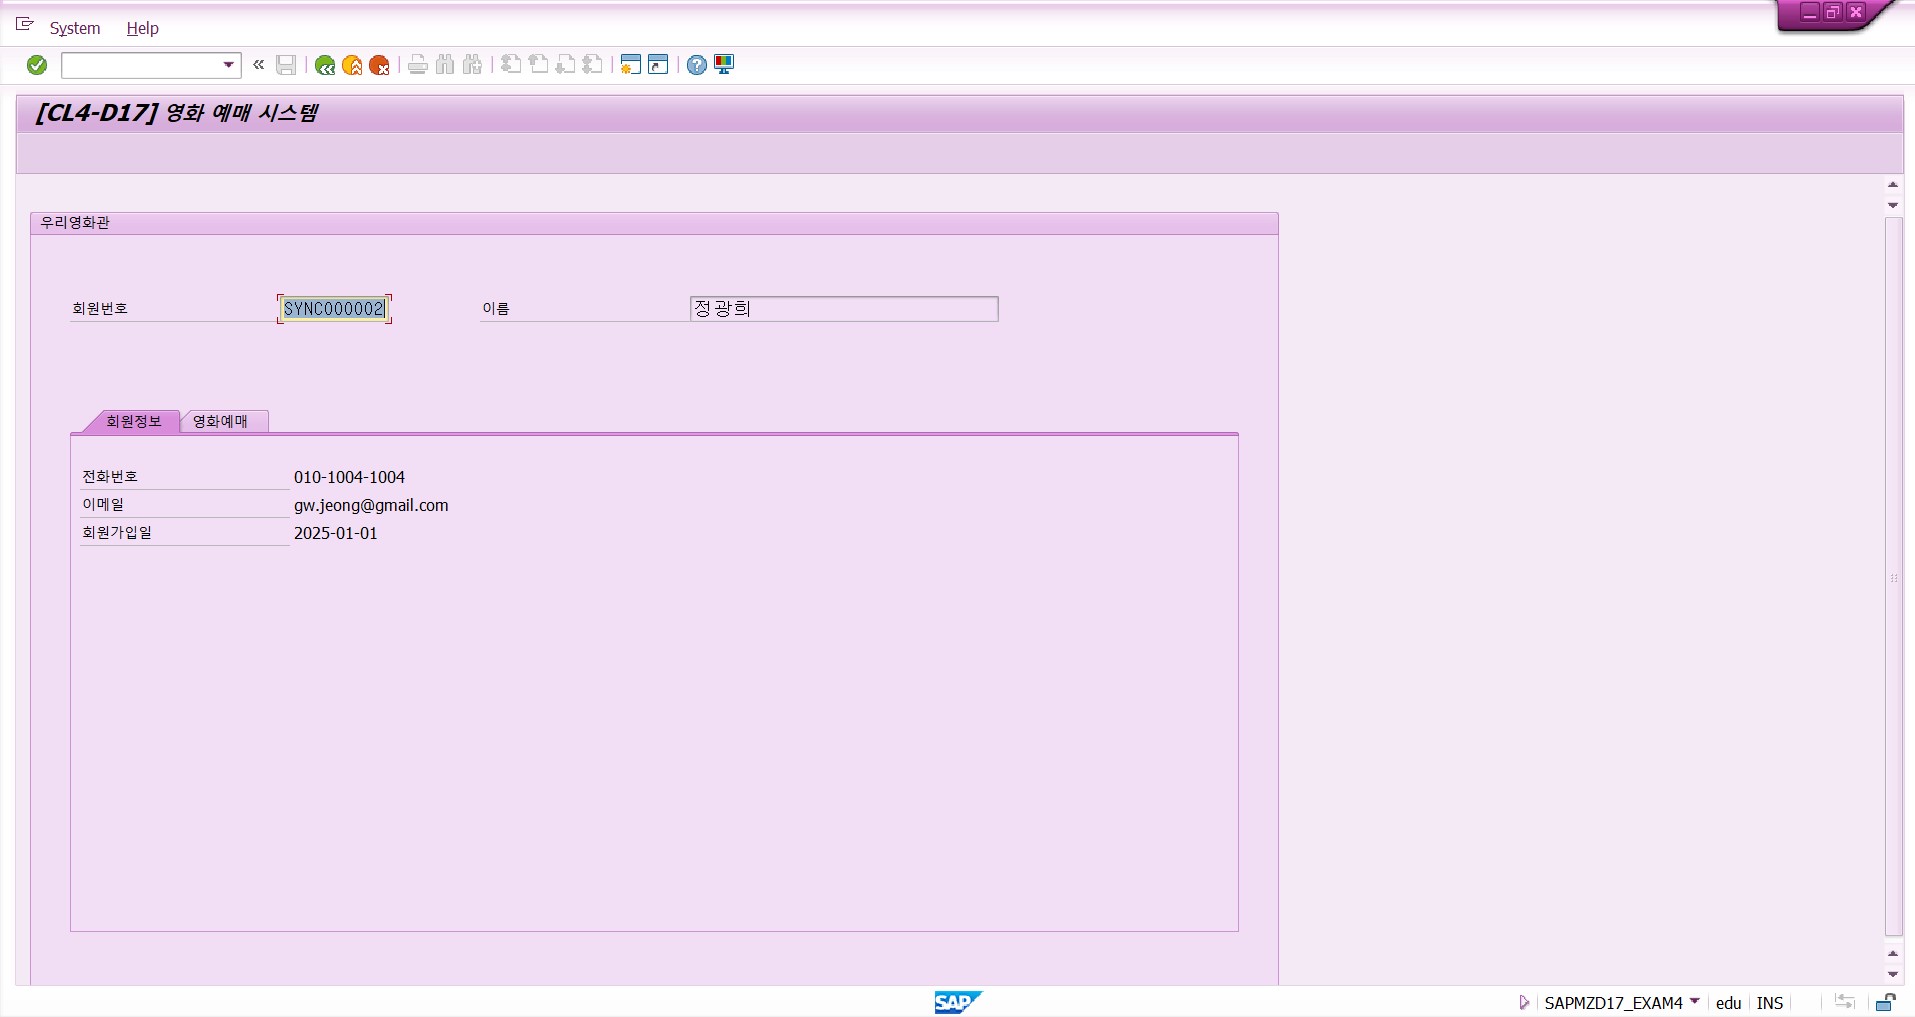 System Help
[CL4-D17] 영화 예매 시스템
우리영화관
회원번호 SYNC000002 이름 정광희
회원정보 영화예매
전화번호 010-1004-1004
이메일 gw.jeong@gmail.com
회원가입일 2025-01-01
SAP SAPMZD17_EXAM4 edu INS